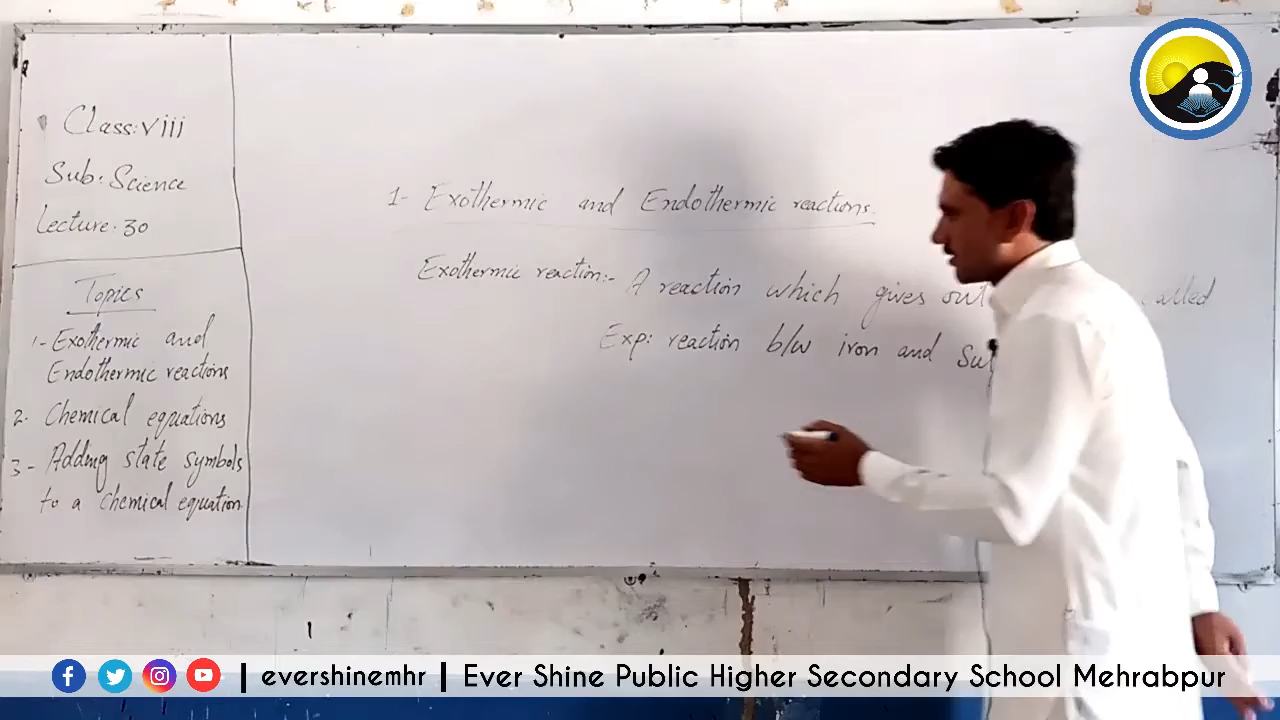 Class: viii
Sub: Science
Lecture: 30
Topics
1- Exothermic and
Endothermic reactions
2- Chemical equations
3- Adding state symbols
to a chemical equation
1- Exothermic and Endothermic reactions.
Exothermic reaction:- A reaction which gives out
Exp: reaction b/w iron and
| evershinemhr | Ever Shine Public Higher Secondary School Mehrabpur